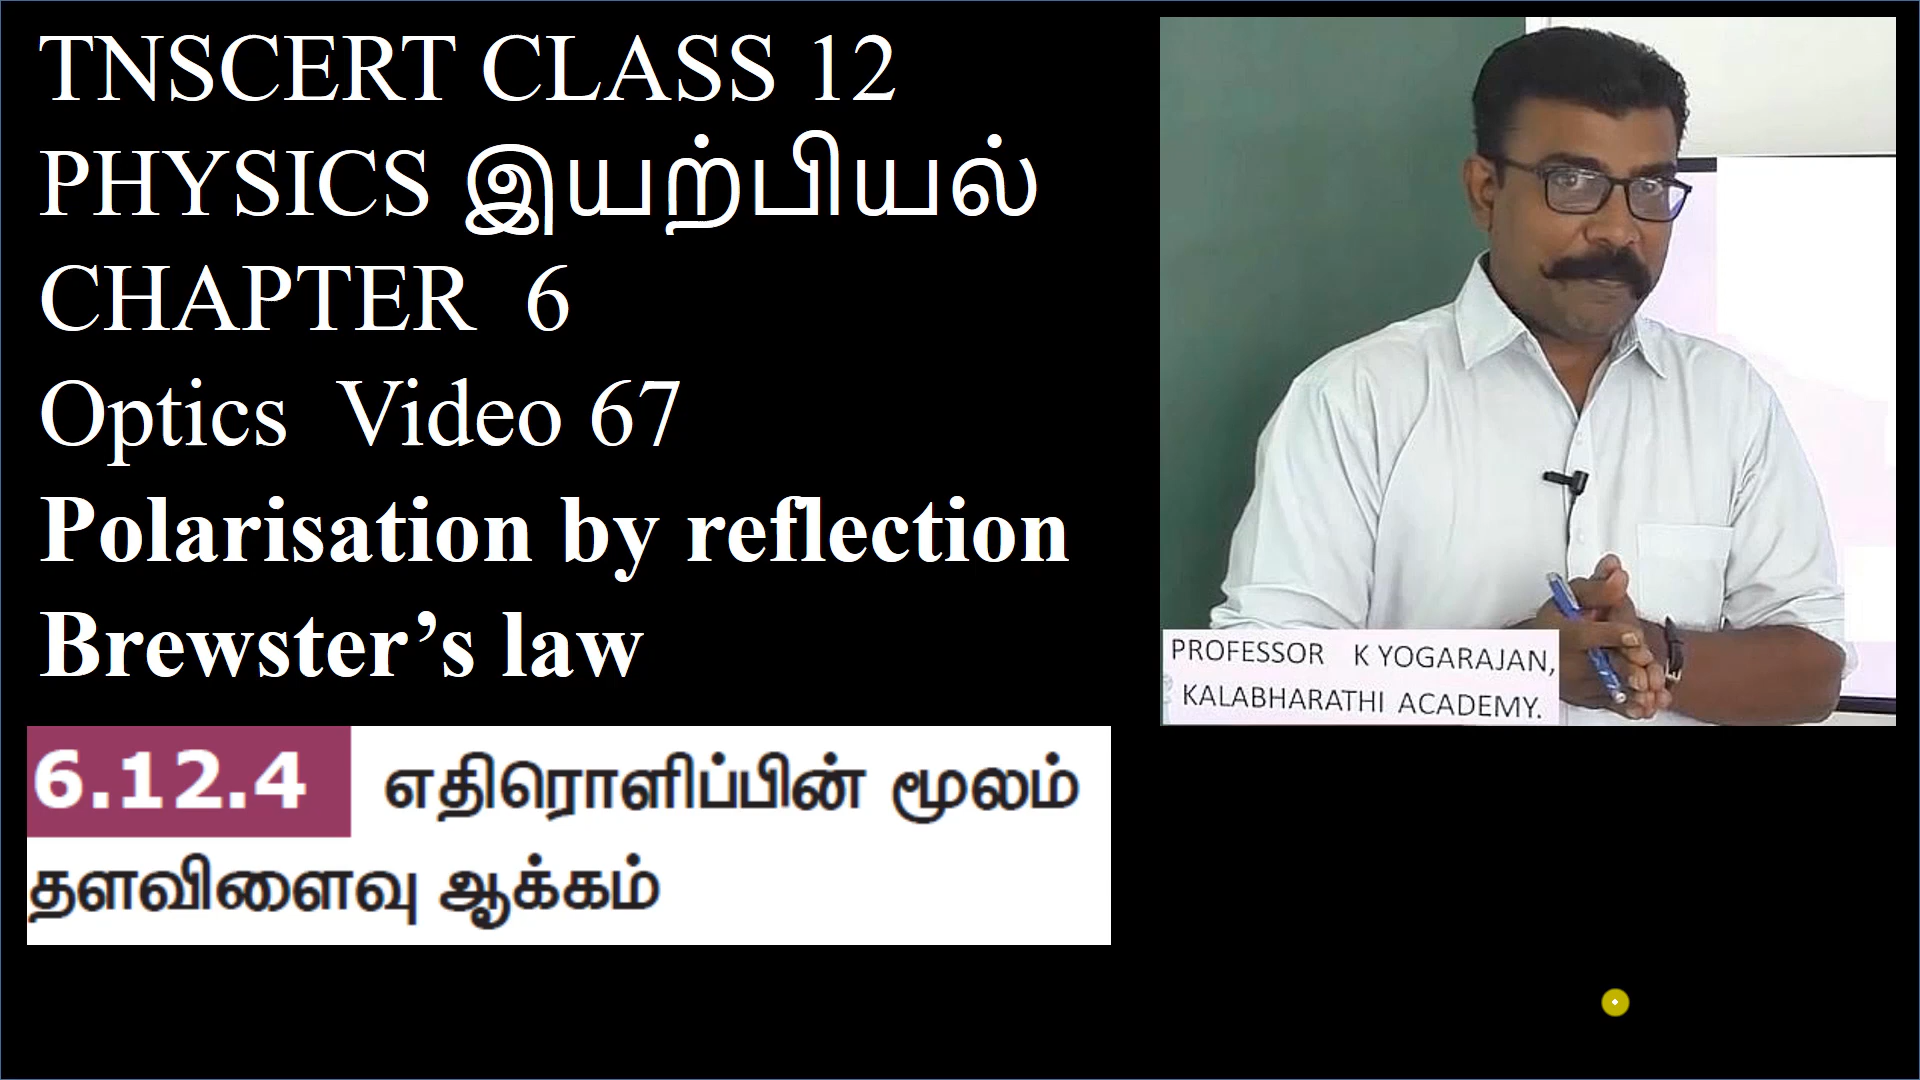 TNSCERT CLASS 12
PHYSICS இயற்பியல்
CHAPTER 6
Optics Video 67
Polarisation by reflection
Brewster’s law
6.12.4 எதிரொளிப்பின் மூலம்
தளவிளைவு ஆக்கம்
PROFESSOR K YOGARAJAN,
KALABHARATHI ACADEMY.